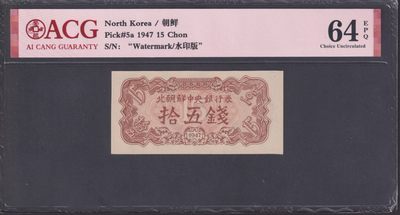 ACG
AI CANG GUARANTY
North Korea / 朝鲜
Pick#5a 1947 15 Chon
S/N: "Watermark/水印版"
64 EPQ
Choice Uncirculated
北朝鮮中央銀行券
拾五錢
1947